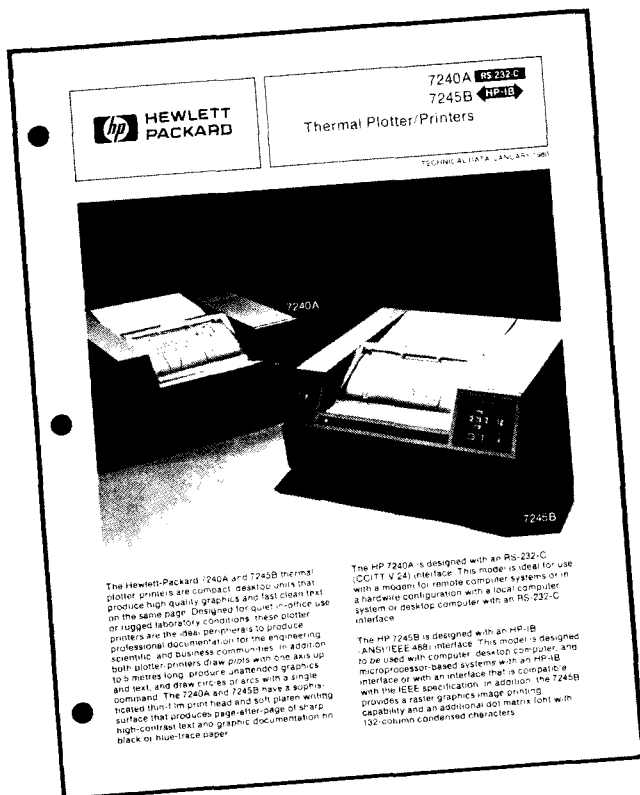 hp HEWLETT
PACKARD
7240A RS 232-C
7245B HP-IB
Thermal Plotter/Printers
TECHNICAL DATA JANUARY
7240A
7245B
The Hewlett-Packard 7240A and 7245B thermal
plotter printers are compact desktop units that
produce high quality graphics and fast clean text
on the same page. Designed for quiet in-office use
or rugged laboratory conditions, these plotter
printers are the ideal peripherals to produce
professional documentation for the engineering
scientific, and business communities. In addition
both plotter/printers draw plots with one axis up
to 5 metres long, produce unattended graphics
and text, and draw circles or arcs with a single
command. The 7240A and 7245B have a sophis-
ticated thin-film print head and soft platen writing
surface that produces page-after-page of sharp
high-contrast text and graphic documentation on
black or blue-trace paper
The HP 7240A is designed with an RS-232-C
(CCITT V.24) interface. This model is ideal for use
with a modem for remote computer systems or in
a hardwire configuration with a local computer
system or desktop computer with an RS-232-C
interface
The HP 7245B is designed with an HP-IB
(ANSI/IEEE 488) interface. This model is designed
to be used with computer, desktop computer, and
microprocessor-based systems with an HP-IB
interface or with an interface that is compatible
with the IEEE specification. In addition, the 7245B
provides a raster graphics image printing
capability and an additional dot matrix font with
132-column condensed characters